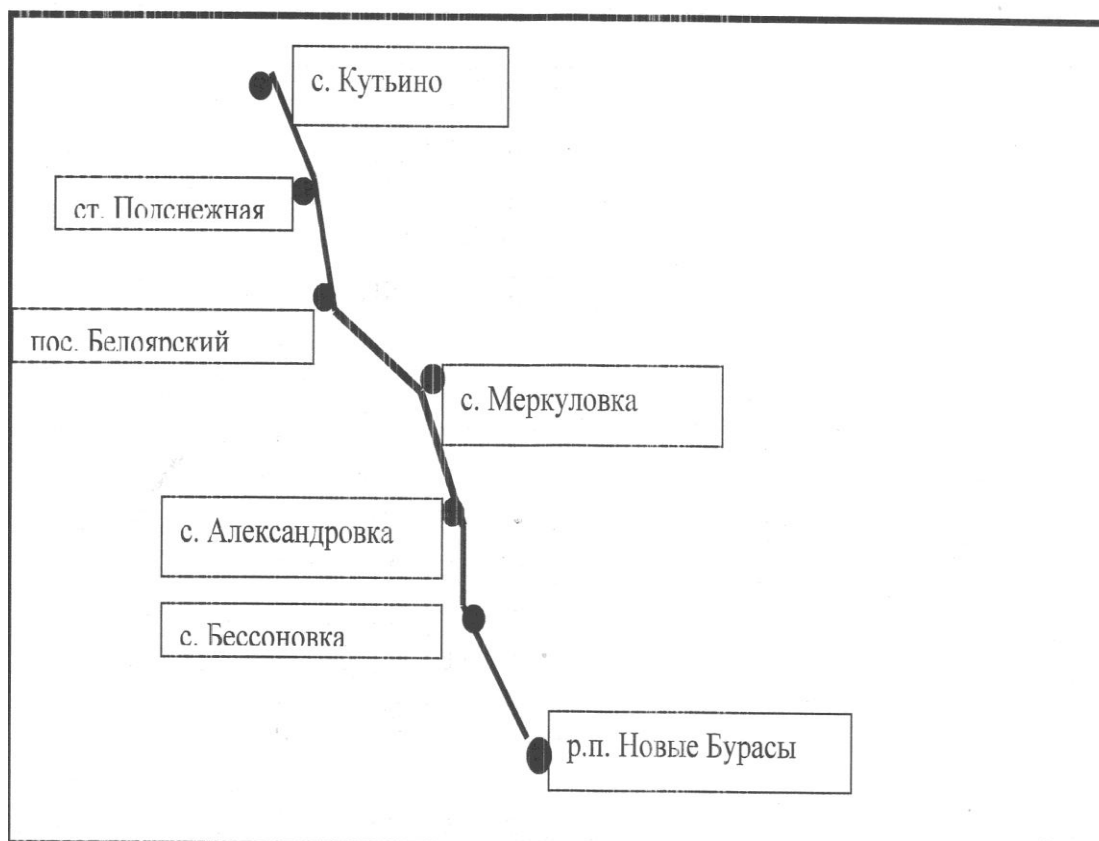 с. Кутьино
ст. Подснежная
пос. Белоярский
с. Меркуловка
с. Александровка
с. Бессоновка
р.п. Новые Бурасы